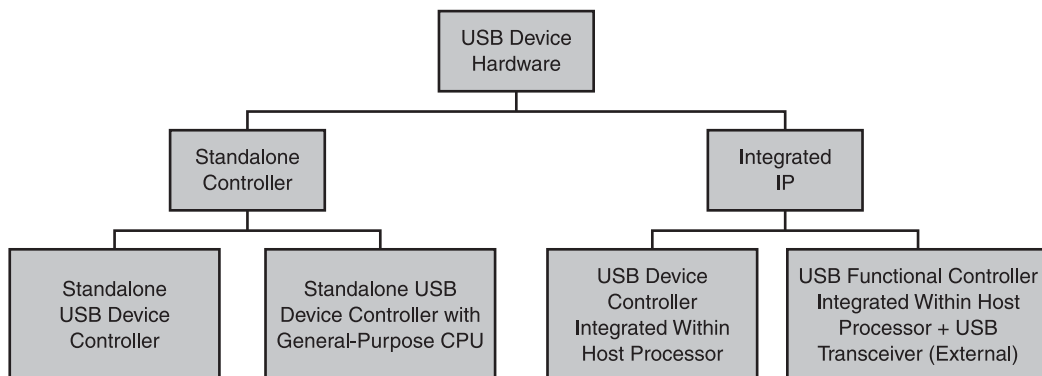 USB Device
Hardware
Standalone
Controller
Integrated
IP
Standalone
USB Device
Controller
Standalone USB
Device Controller with
General-Purpose CPU
USB Device
Controller
Integrated Within
Host Processor
USB Functional Controller
Integrated Within Host
Processor + USB
Transceiver (External)